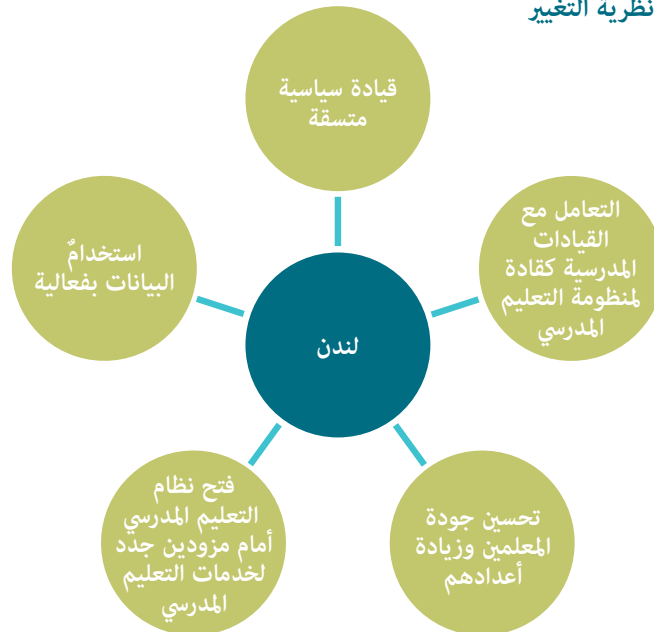 نظرية التغيير
قيادة سياسية
متسقة
التعامل مع
القيادات
المدرسية كقادة
لمنظومة التعليم
المدرسي
استخدامٌ
البيانات بفعالية
لندن
تحسين جودة
المعلمين وزيادة
أعدادهم
فتح نظام
التعليم المدرسي
أمام مزودين جدد
لخدمات التعليم
المدرسي